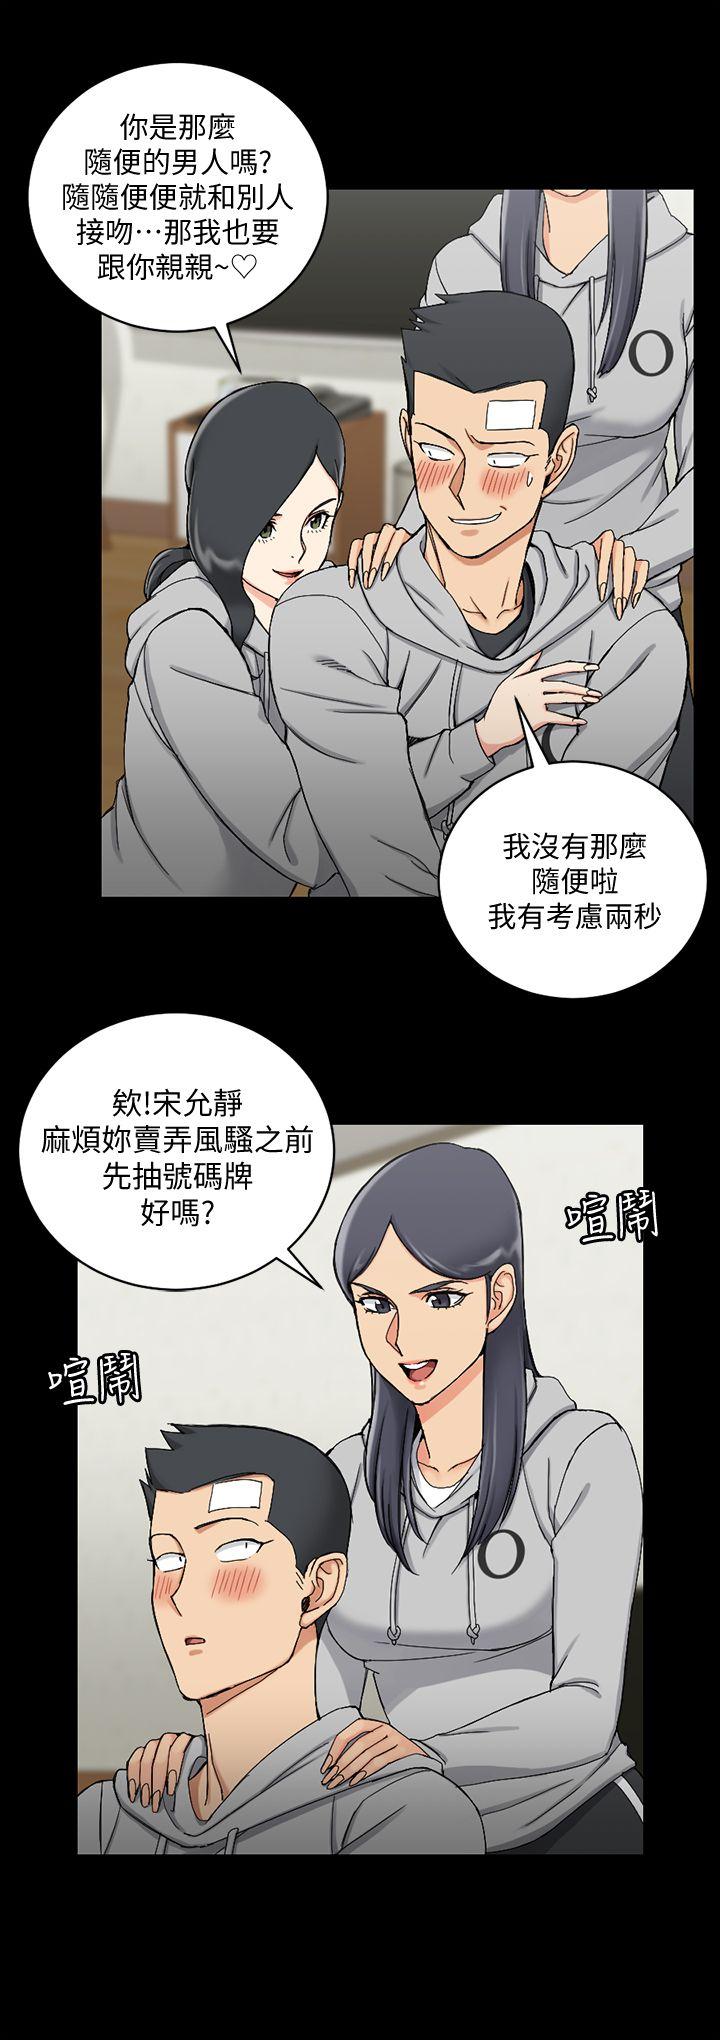 你是那麼
隨便的男人嗎?
隨隨便便就和別人
接吻⋯那我也要
跟你親親~♡
O
我沒有那麼
隨便啦
我有考慮兩秒
欸!宋允靜
麻煩妳賣弄風騷之前
先抽號碼牌
好嗎?
喧鬧
喧鬧
O